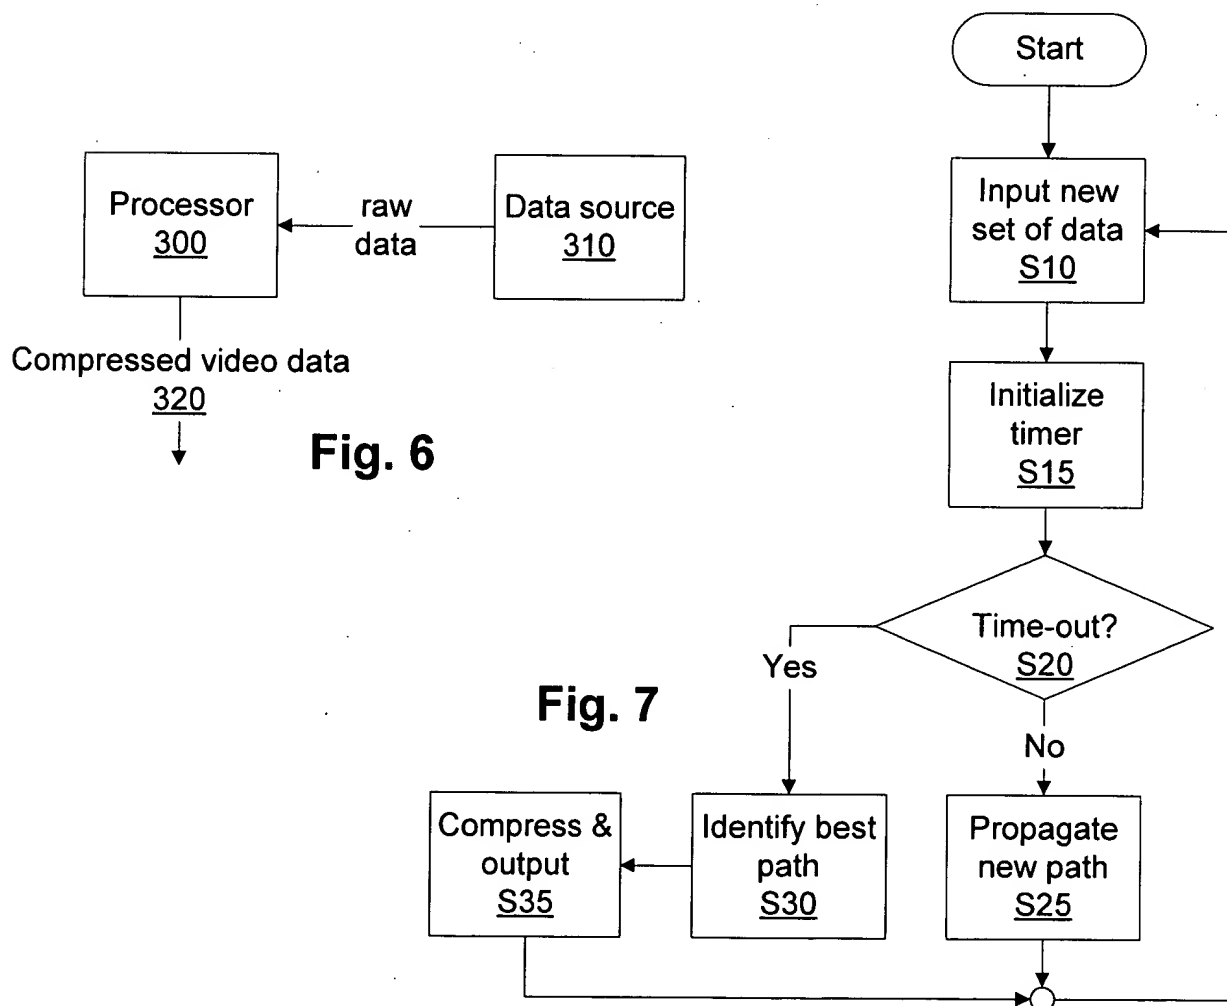 Processor
300
raw
data
Data source
310
Compressed video data
320
Fig. 6
Start
Input new
set of data
S10
Initialize
timer
S15
Time-out?
S20
Yes
No
Fig. 7
Compress &
output
S35
Identify best
path
S30
Propagate
new path
S25